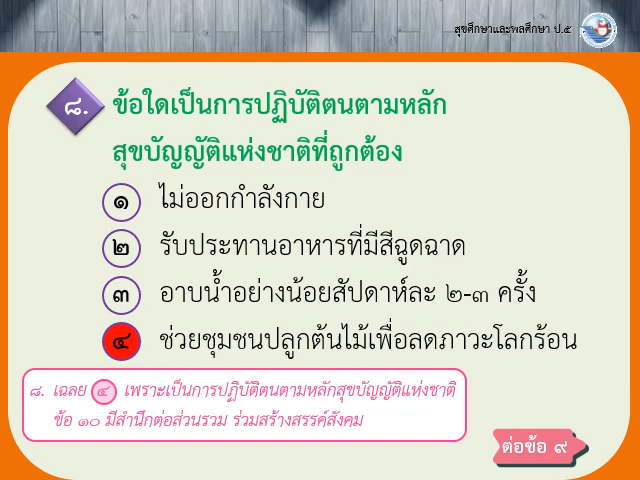 สุขศึกษาและพลศึกษา ป.๕
๘. ข้อใดเป็นการปฏิบัติตนตามหลัก
สุขบัญญัติแห่งชาติที่ถูกต้อง
๑ ไม่ออกกำลังกาย
๒ รับประทานอาหารที่มีสีฉูดฉาด
๓ อาบน้ำอย่างน้อยสัปดาห์ละ ๒-๓ ครั้ง
๔ ช่วยชุมชนปลูกต้นไม้เพื่อลดภาวะโลกร้อน
๘. เฉลย ๔ เพราะเป็นการปฏิบัติตนตามหลักสุขบัญญัติแห่งชาติ
ข้อ ๑๐ มีสำนึกต่อส่วนรวม ร่วมสร้างสรรค์สังคม
ต่อข้อ ๙